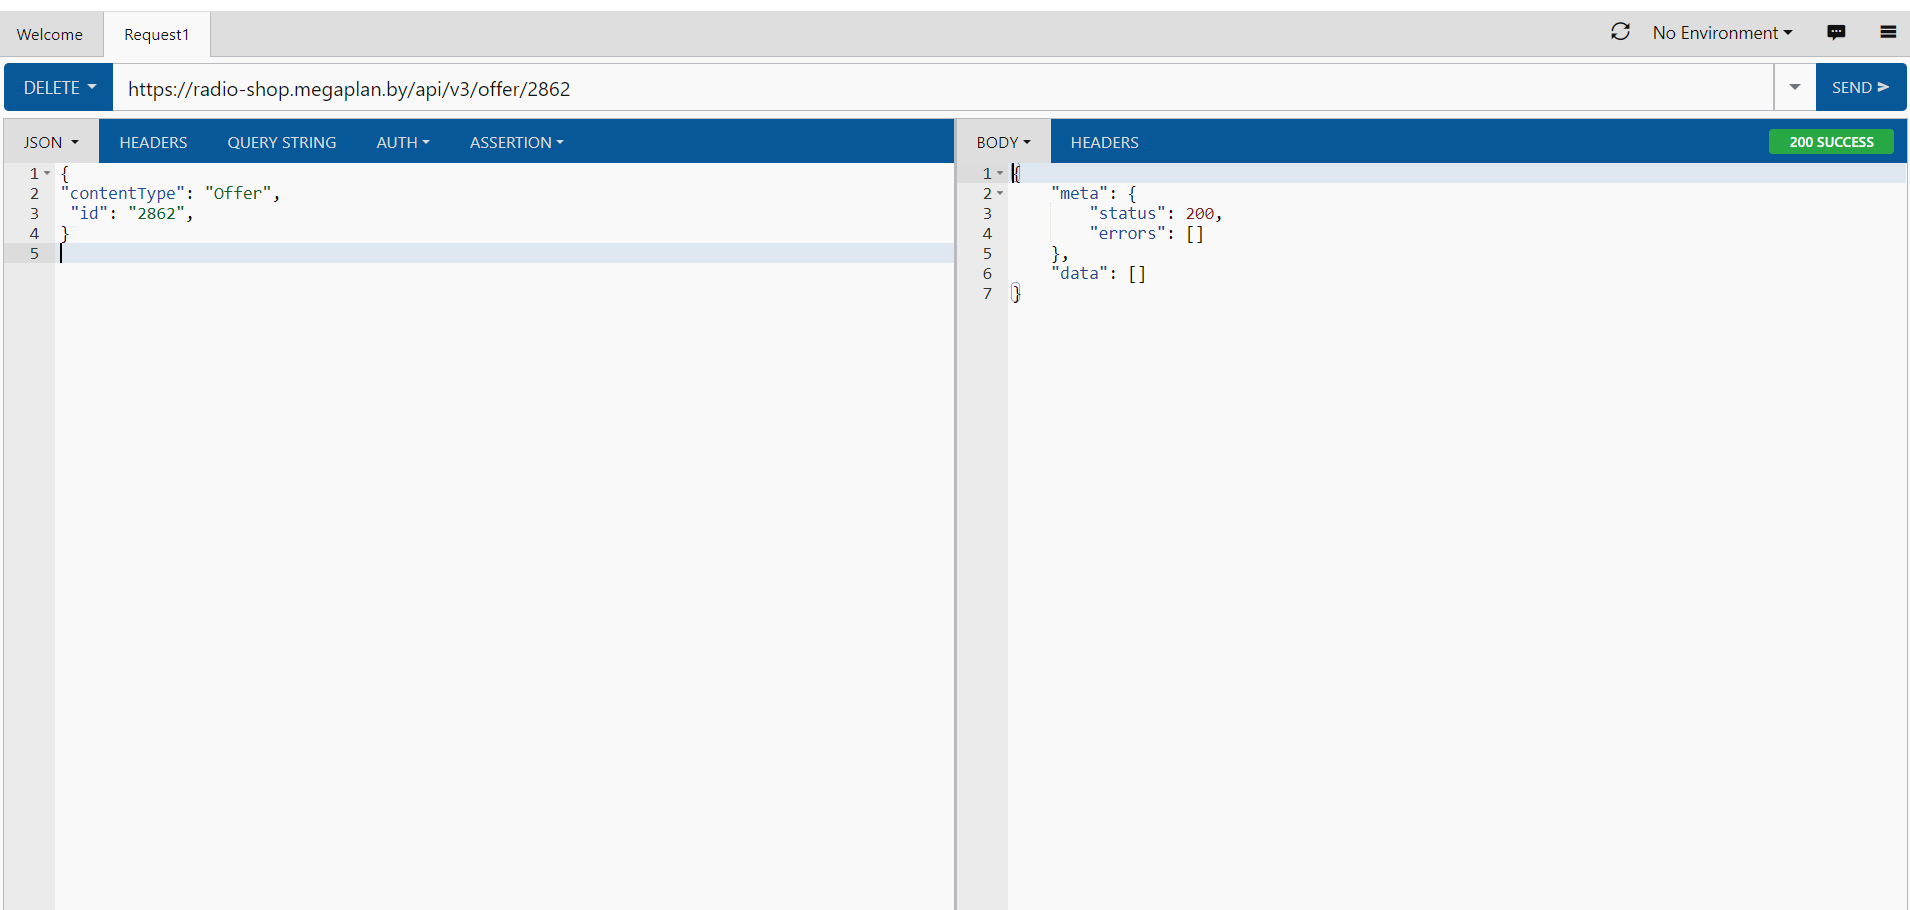 Welcome
Request1
No Environment
DELETE
https://radio-shop.megaplan.by/api/v3/offer/2862
SEND
JSON
HEADERS
QUERY STRING
AUTH
ASSERTION
1 {
2 "contentType": "Offer",
3 "id": "2862",
4 }
5
BODY
HEADERS
200 SUCCESS
1 {
2 "meta": {
3 "status": 200,
4 "errors": []
5 },
6 "data": []
7 }